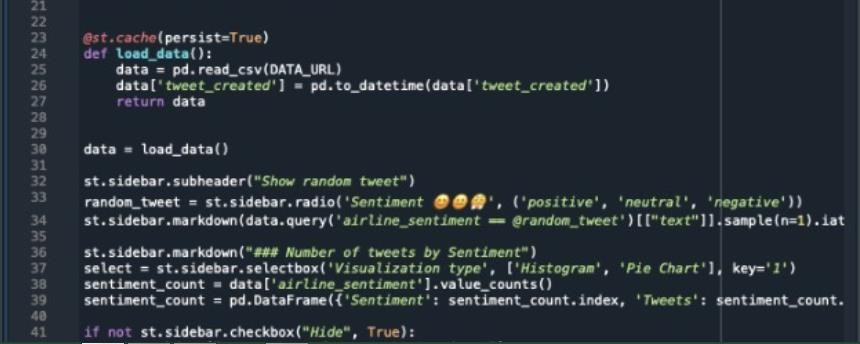 21
22
23 @st.cache(persist=True)
24 def load_data():
25 data = pd.read_csv(DATA_URL)
26 data['tweet_created'] = pd.to_datetime(data['tweet_created'])
27 return data
28
29
30 data = load_data()
31
32 st.sidebar.subheader("Show random tweet")
33 random_tweet = st.sidebar.radio('Sentiment 😊😐😤', ('positive', 'neutral', 'negative'))
34 st.sidebar.markdown(data.query('airline_sentiment == @random_tweet')[["text"]].sample(n=1).iat
35
36 st.sidebar.markdown("### Number of tweets by Sentiment")
37 select = st.sidebar.selectbox('Visualization type', ['Histogram', 'Pie Chart'], key='1')
38 sentiment_count = data['airline_sentiment'].value_counts()
39 sentiment_count = pd.DataFrame({'Sentiment': sentiment_count.index, 'Tweets': sentiment_count.
40
41 if not st.sidebar.checkbox("Hide", True):